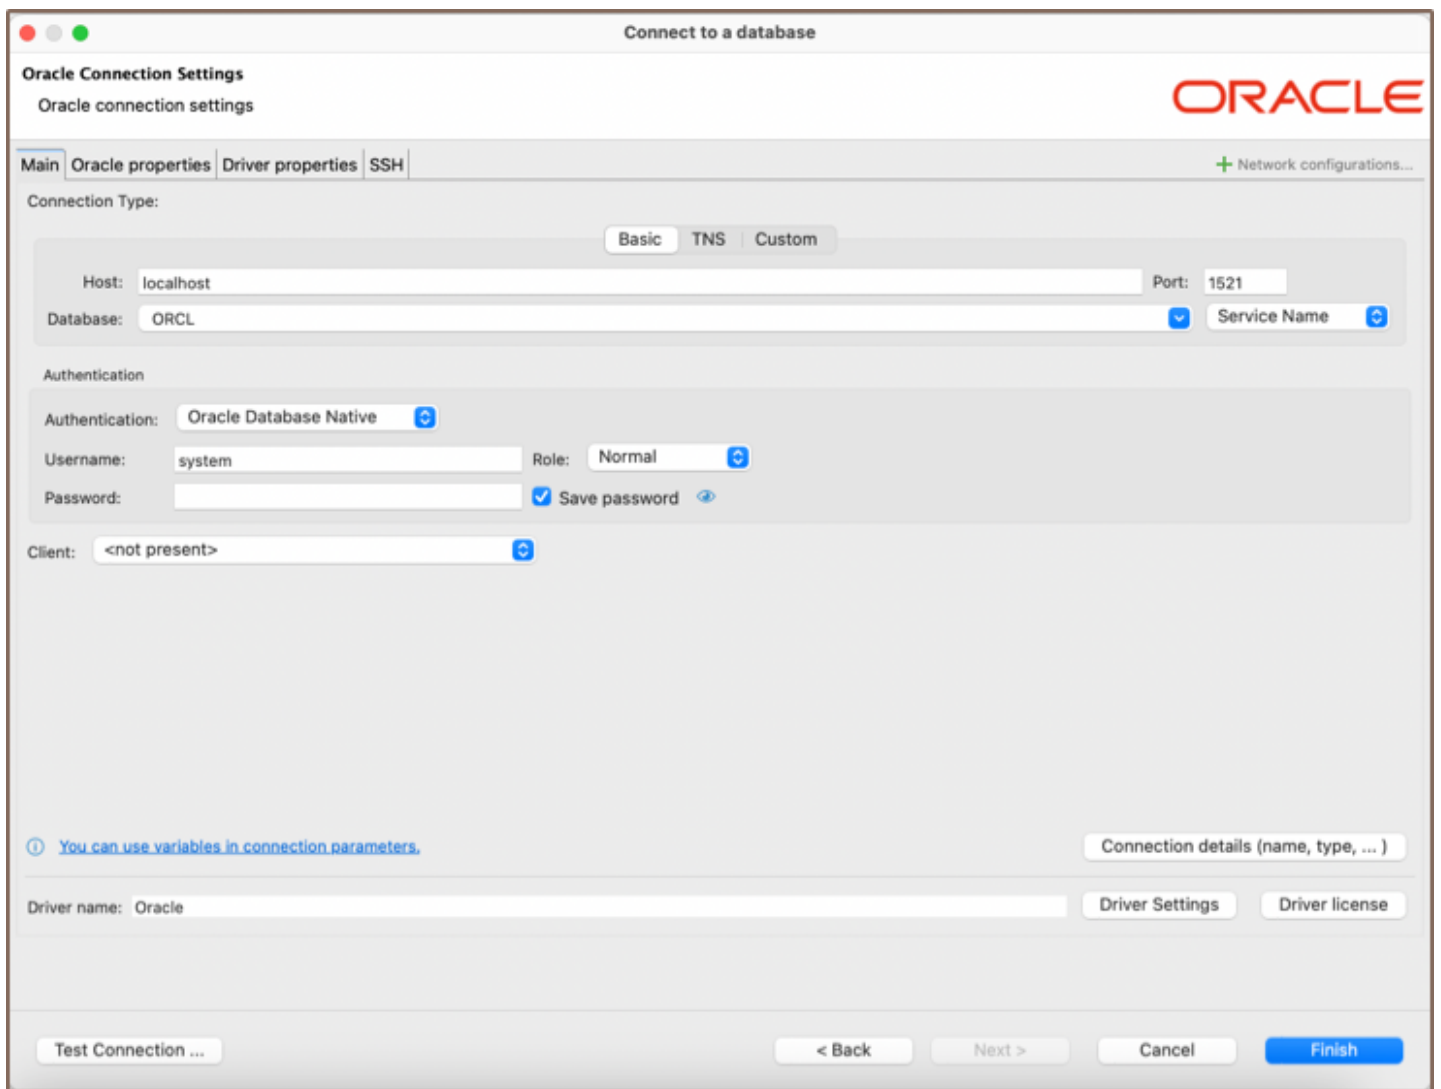 Connect to a database
Oracle Connection Settings
Oracle connection settings
ORACLE
Main Oracle properties Driver properties SSH Network configurations...
Connection Type:
Basic TNS Custom
Host: localhost Port: 1521
Database: ORCL Service Name
Authentication
Authentication: Oracle Database Native
Username: system Role: Normal
Password: Save password
Client: <not present>
You can use variables in connection parameters.
Connection details (name, type, ... )
Driver name: Oracle Driver Settings Driver license
Test Connection ... < Back Next > Cancel Finish